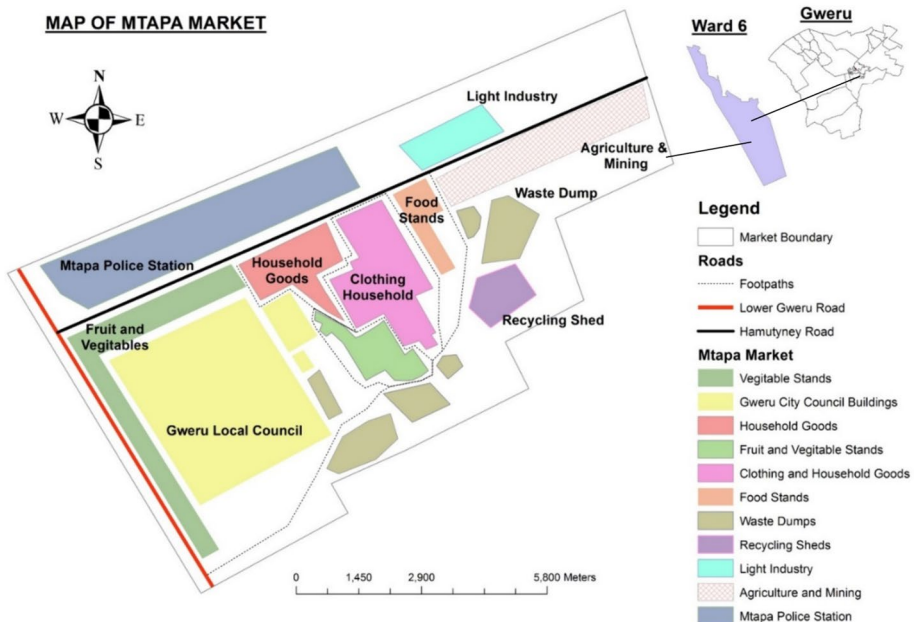 MAP OF MTAPA MARKET
Ward 6
Gweru
N
W
E
S
Light Industry
Agriculture &
Mining
Waste Dump
Food
Stands
Mtapa Police Station
Household
Goods
Clothing
Household
Recycling Shed
Fruit and
Vegitables
Gweru Local Council
0 1,450 2,900 5,800 Meters
Legend
Market Boundary
Roads
Footpaths
Lower Gweru Road
Hamutyney Road
Mtapa Market
Vegitable Stands
Gweru City Council Buildings
Household Goods
Fruit and Vegitable Stands
Clothing and Household Goods
Food Stands
Waste Dumps
Recycling Sheds
Light Industry
Agriculture and Mining
Mtapa Police Station